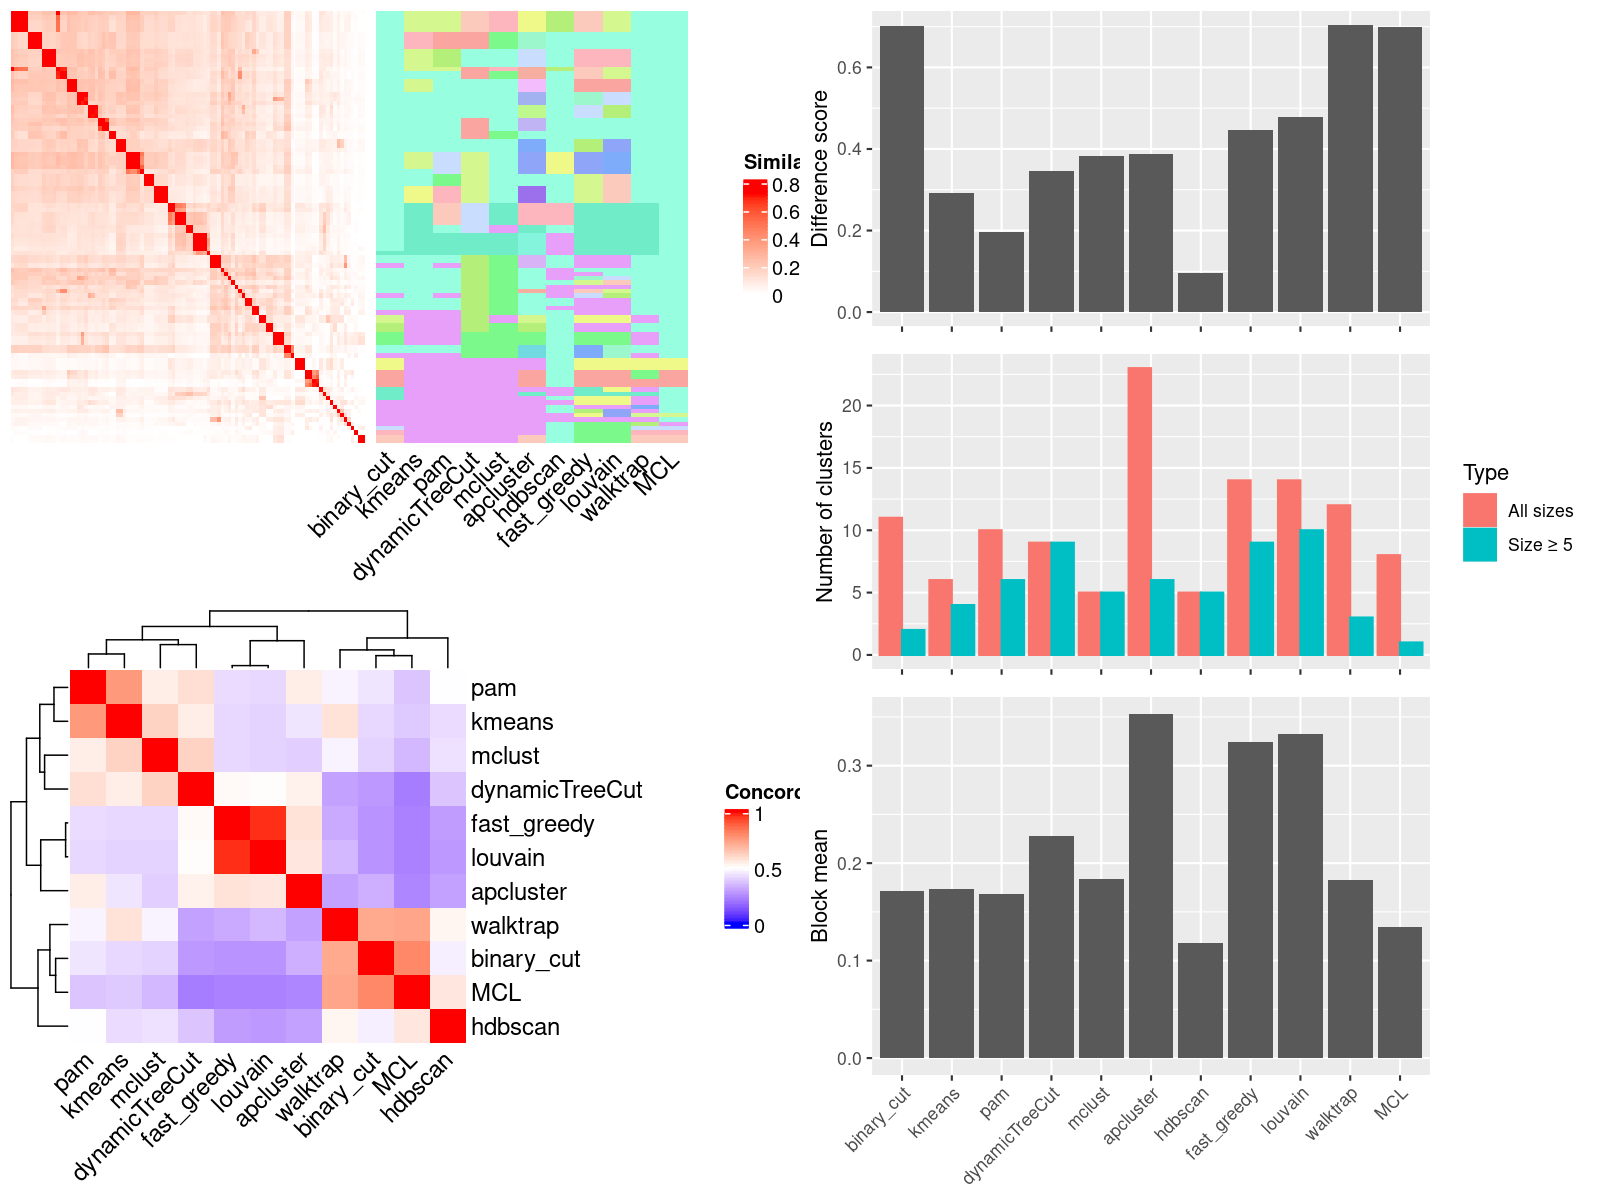 Simila
0.8
0.6
0.4
0.2
0
binary_cut
kmeans
pam
dynamicTreeCut
mclust
apcluster
hdbscan
fast_greedy
louvain
walktrap
MCL
pam
kmeans
mclust
dynamicTreeCut
fast_greedy
louvain
apcluster
walktrap
binary_cut
MCL
hdbscan
Concord
1
0.5
0
pam
kmeans
mclust
dynamicTreeCut
fast_greedy
louvain
apcluster
walktrap
binary_cut
MCL
hdbscan
Difference score
0.6
0.4
0.2
0.0
Number of clusters
20
15
10
5
0
Type
All sizes
Size ≥ 5
Block mean
0.3
0.2
0.1
0.0
binary_cut
kmeans
pam
dynamicTreeCut
mclust
apcluster
hdbscan
fast_greedy
louvain
walktrap
MCL